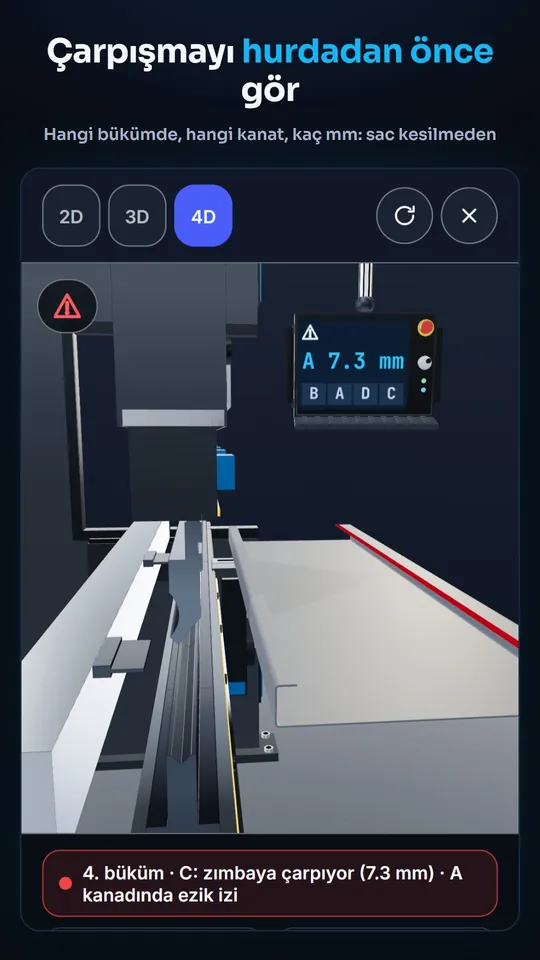 Çarpışmayı hurdadan önce
gör
Hangi bükümde, hangi kanat, kaç mm: sac kesilmeden
2D 3D 4D
A 7.3 mm
B A D C
4. büküm · C: zımbaya çarpıyor (7.3 mm) · A
kanadında ezik izi